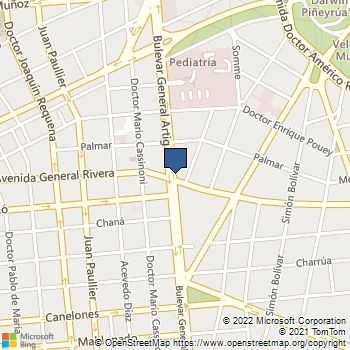 Muñoz
Darwin
Piñeyrúa
Doctor Joaquín Requena
Juan Paullier
Bulevar General Artig
Somme
Avenida Doctor Américo R
Vel
Mu
Pediatría
Doctor Mario Cassinoni
Doctor Enrique Pouey
Palmar
Palmar
Avenida General Rivera
Simón Bolívar
Me
ó
Chaná
Doctor Pablo de María
Juan Paullier
Acevedo Díaz
Doctor Mario Cass
Bulevar Gene
Simón Bolívar
Charrúa
Canelones
Maldonado
Microsoft
Bing
© 2022 Microsoft Corporation
© 2021 TomTom
© OpenStreetMap https://www.openstreetmap.org/copyright